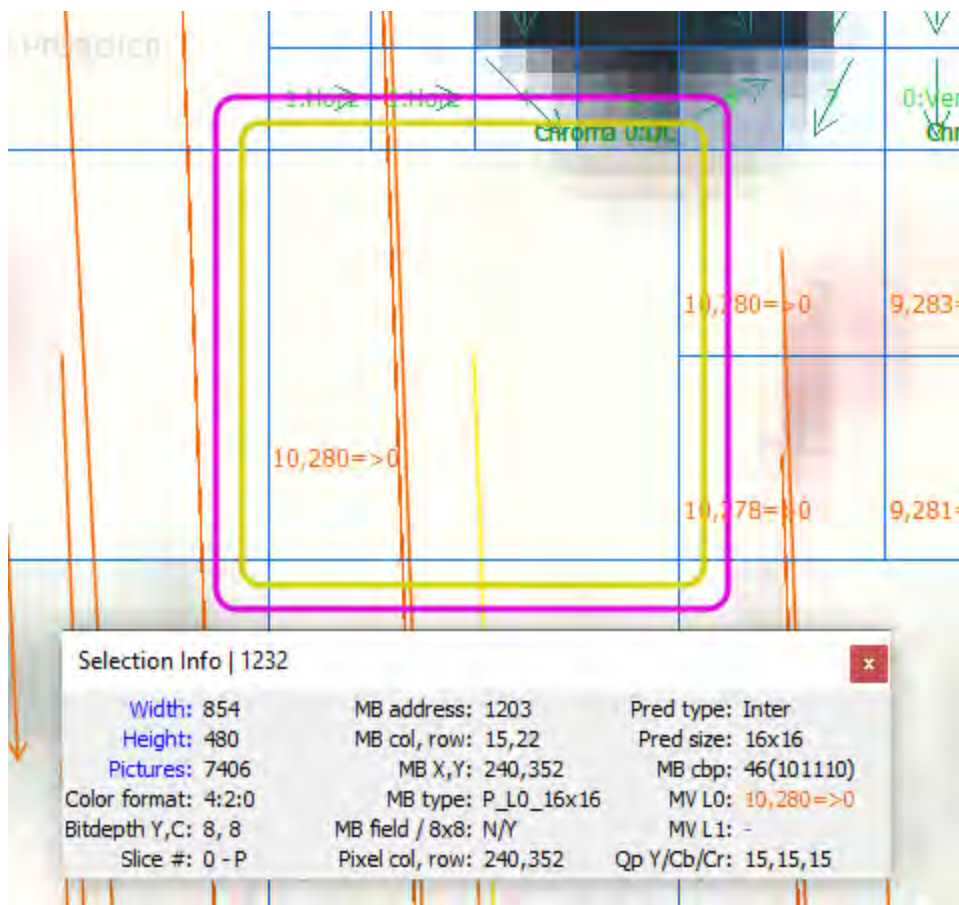 Prediction
0:Ver
Chroma 0:DC
Chr
10,280=>0
9,283=
10,280=>0
10,278=>0
9,281=
Selection Info | 1232
x
Width: 854 MB address: 1203 Pred type: Inter
Height: 480 MB col, row: 15,22 Pred size: 16x16
Pictures: 7406 MB X,Y: 240,352 MB cbp: 46(101110)
Color format: 4:2:0 MB type: P_L0_16x16 MV L0: 10,280=>0
Bitdepth Y,C: 8, 8 MB field / 8x8: N/Y MV L1: -
Slice #: 0 - P Pixel col, row: 240,352 Qp Y/Cb/Cr: 15,15,15